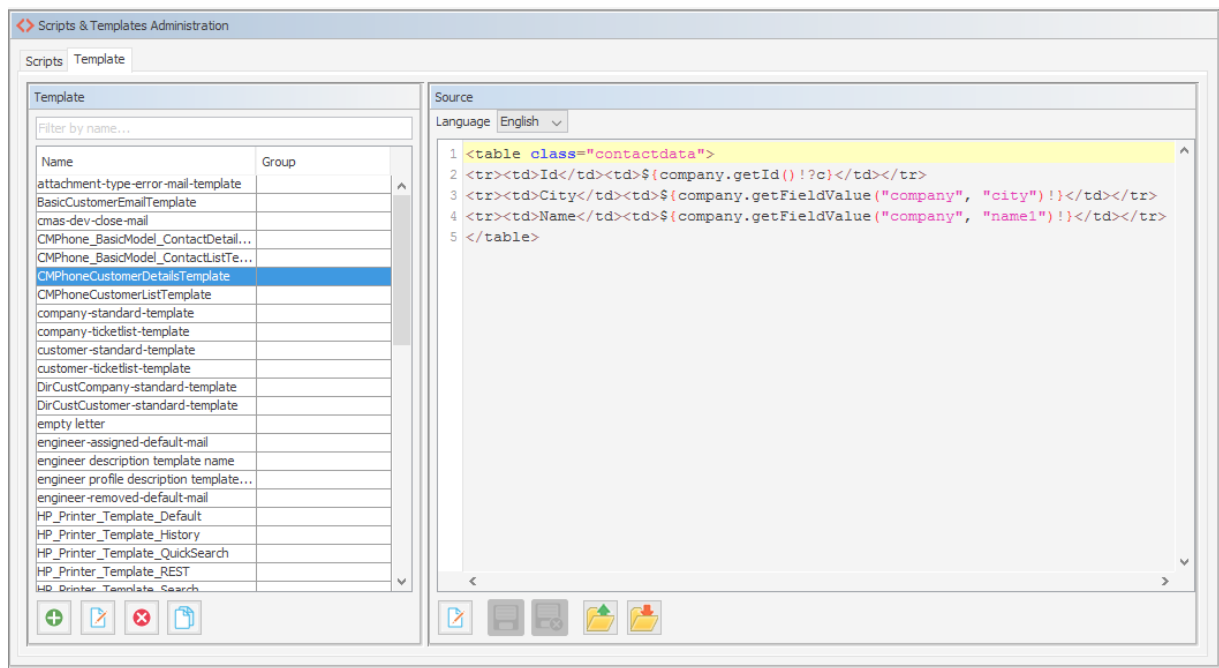 Scripts & Templates Administration
Scripts Template
Template
Filter by name...
Name Group
attachment-type-error-mail-template
BasicCustomerEmailTemplate
cmas-dev-close-mail
CMPhone_BasicModel_ContactDetail...
CMPhone_BasicModel_ContactListTe...
CMPhoneCustomerDetailsTemplate
CMPhoneCustomerListTemplate
company-standard-template
company-ticketlist-template
customer-standard-template
customer-ticketlist-template
DirCustCompany-standard-template
DirCustCustomer-standard-template
empty letter
engineer-assigned-default-mail
engineer description template name
engineer profile description template...
engineer-removed-default-mail
HP_Printer_Template_Default
HP_Printer_Template_History
HP_Printer_Template_QuickSearch
HP_Printer_Template_REST
HP_Printer_Template_Search
Source
Language English
1 <table class="contactdata">
2 <tr><td>Id</td><td>${company.getId()!?c}</td></tr>
3 <tr><td>City</td><td>${company.getFieldValue("company", "city")!}</td></tr>
4 <tr><td>Name</td><td>${company.getFieldValue("company", "name1")!}</td></tr>
5 </table>